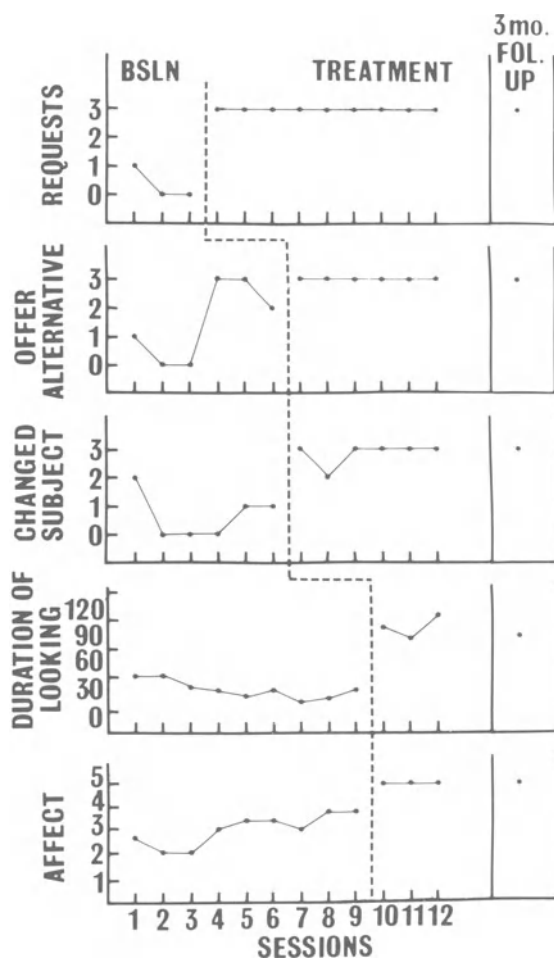 BSLN
TREATMENT
3 mo.
FOL.
UP
REQUESTS
3
2
1
0
OFFER
ALTERNATIVE
3
2
1
0
CHANGED
SUBJECT
3
2
1
0
DURATION OF
LOOKING
120
90
60
30
0
AFFECT
5
4
3
2
1
1 2 3 4 5 6 7 8 9 10 11 12
SESSIONS